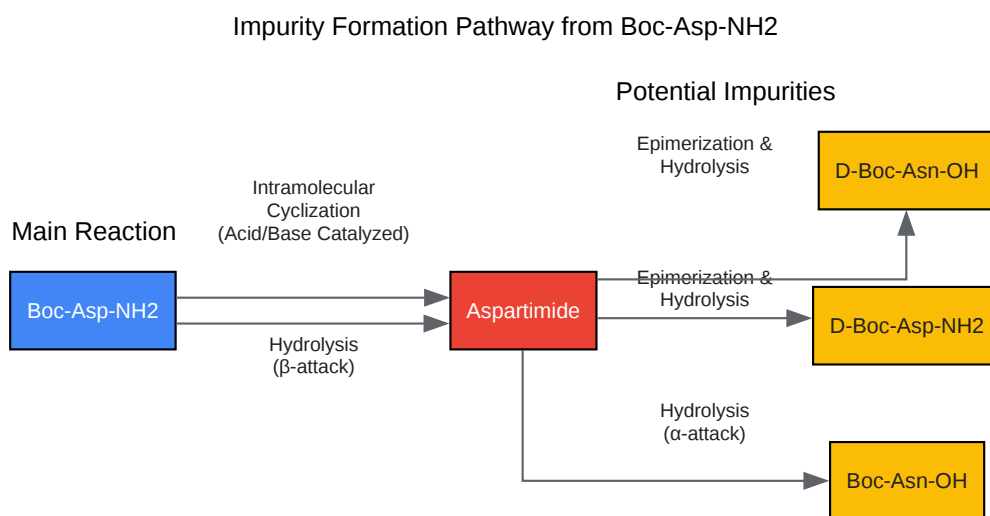 Impurity Formation Pathway from Boc-Asp-NH2
Potential Impurities
Epimerization &
Hydrolysis
D-Boc-Asn-OH
Intramolecular
Cyclization
(Acid/Base Catalyzed)
Main Reaction
Boc-Asp-NH2
Aspartimide
Epimerization &
Hydrolysis
D-Boc-Asp-NH2
Hydrolysis
(β-attack)
Hydrolysis
(α-attack)
Boc-Asn-OH